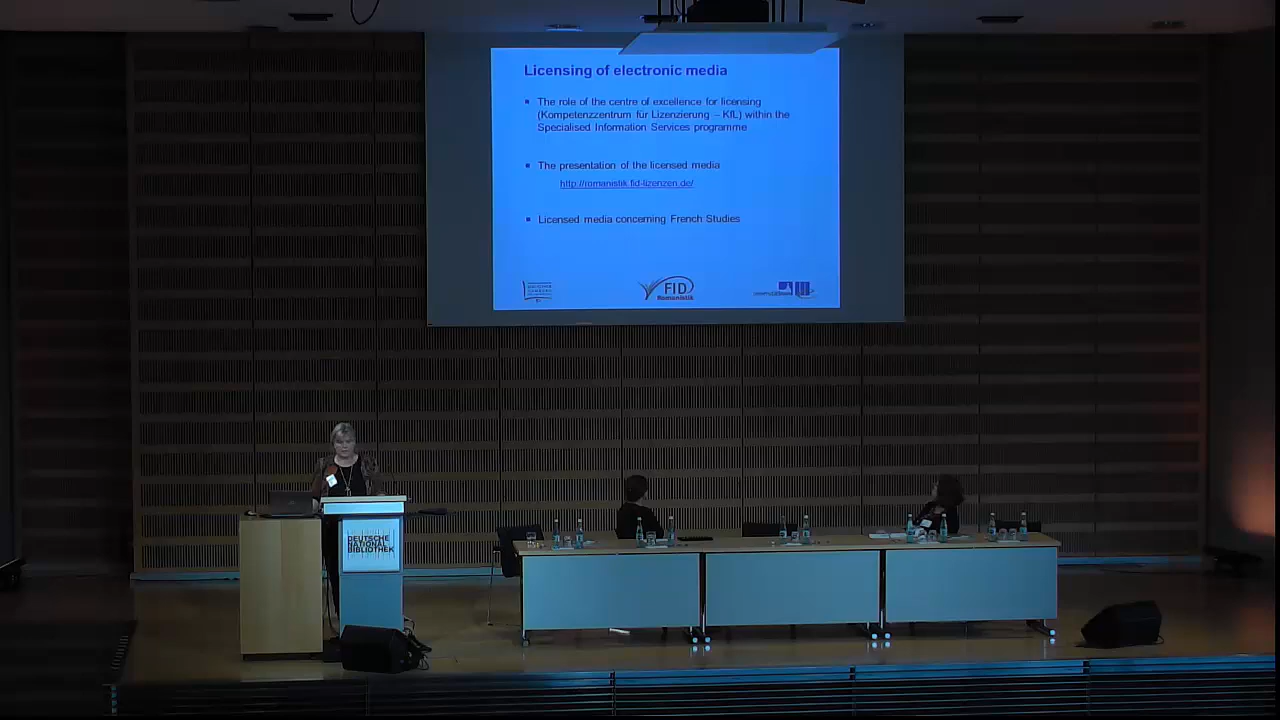 Licensing of electronic media
The role of the centre of excellence for licensing
(Kompetenzzentrum für Lizenzierung – KfL) within the
Specialised Information Services programme
The presentation of the licensed media
http://romanistik.fid-lizenzen.de/
Licensed media concerning French Studies
FID
Romanistik
DEUTSCHE
NATIONAL
BIBLIOTHEK